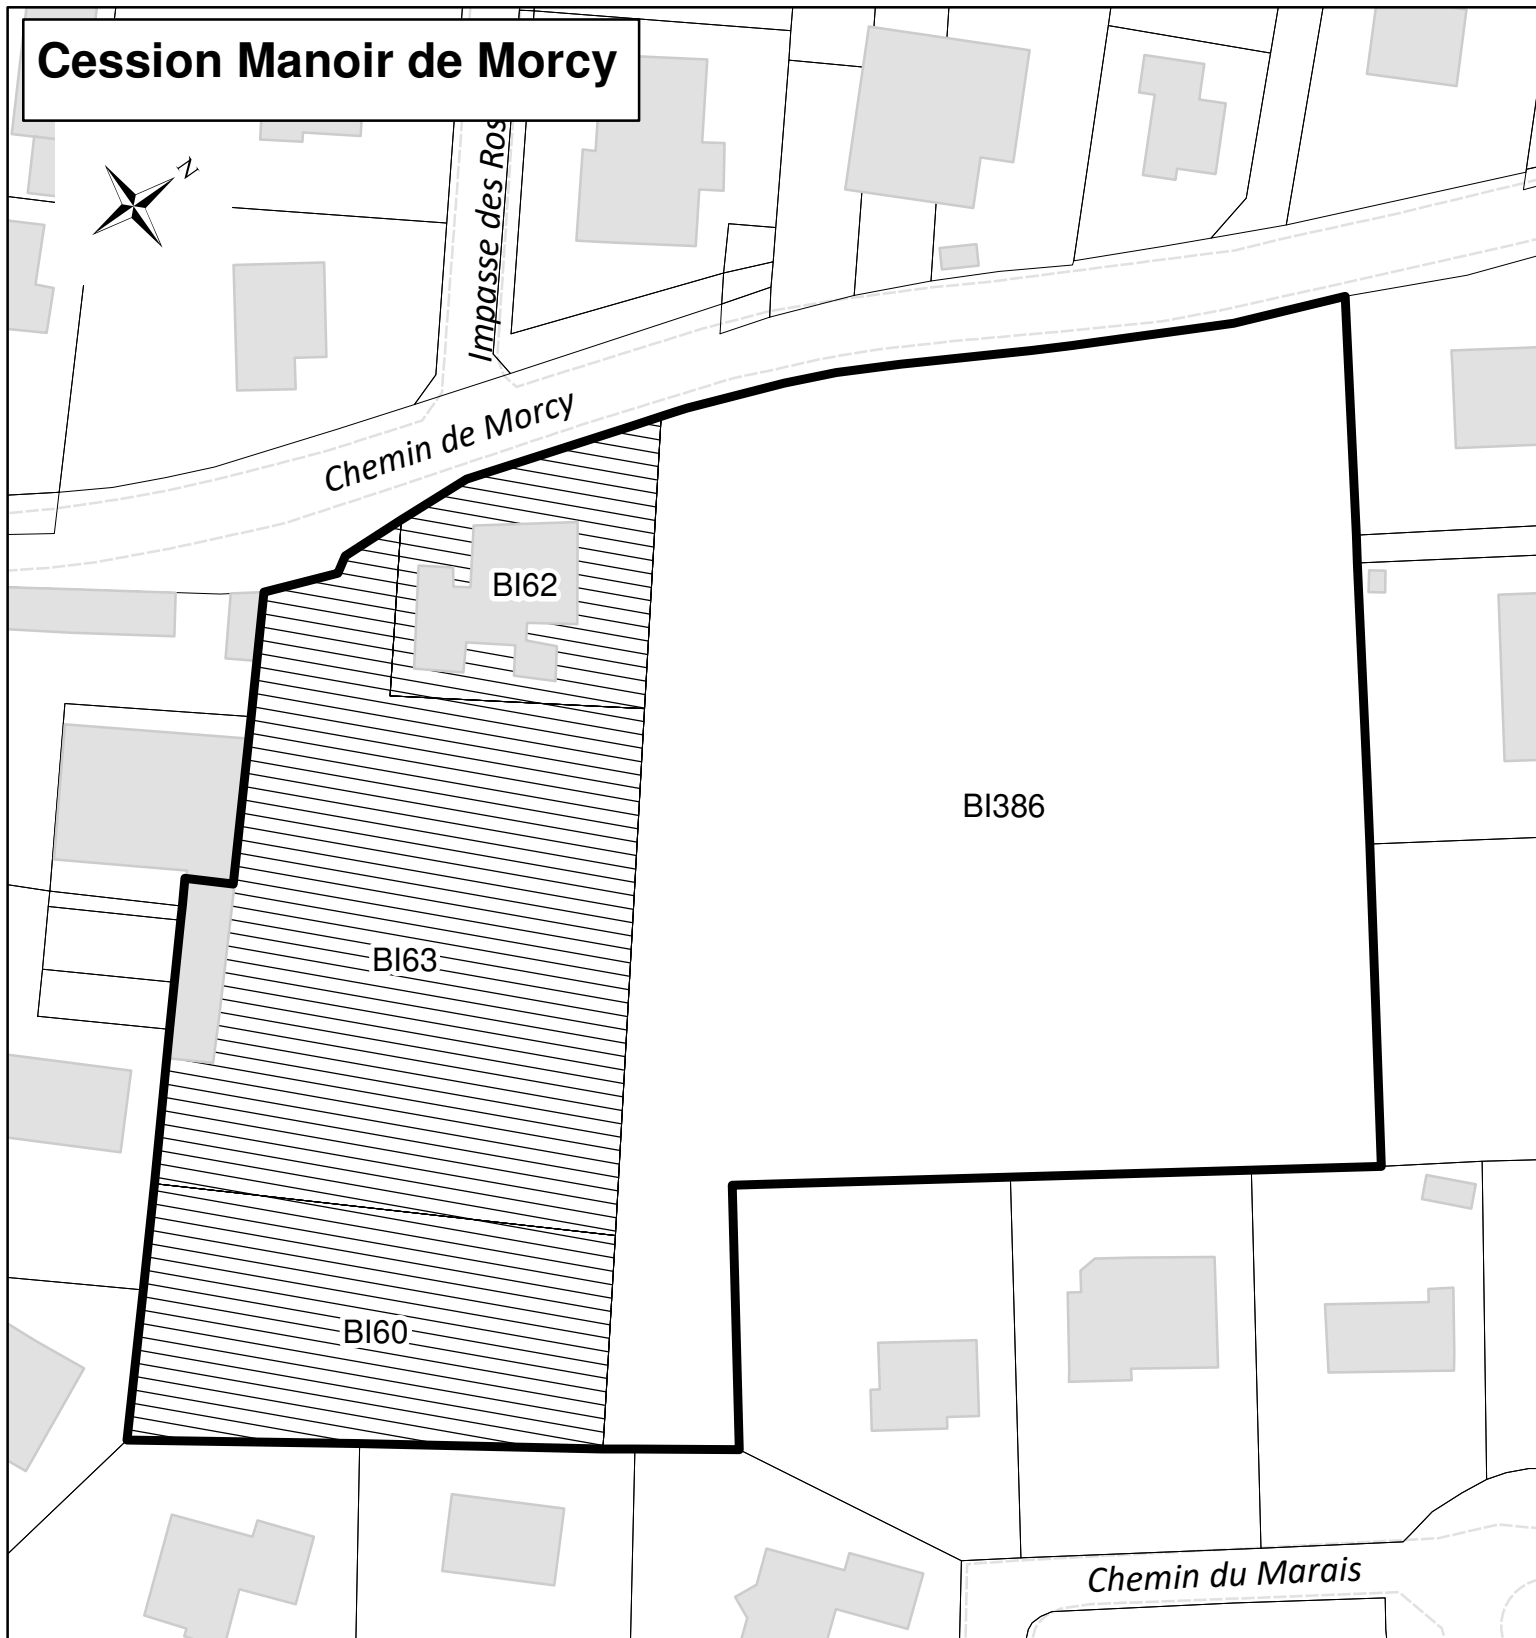 Cession Manoir de Morcy
N
Impasse des Ros
Chemin de Morcy
BI62
BI386
BI63
BI60
Chemin du Marais